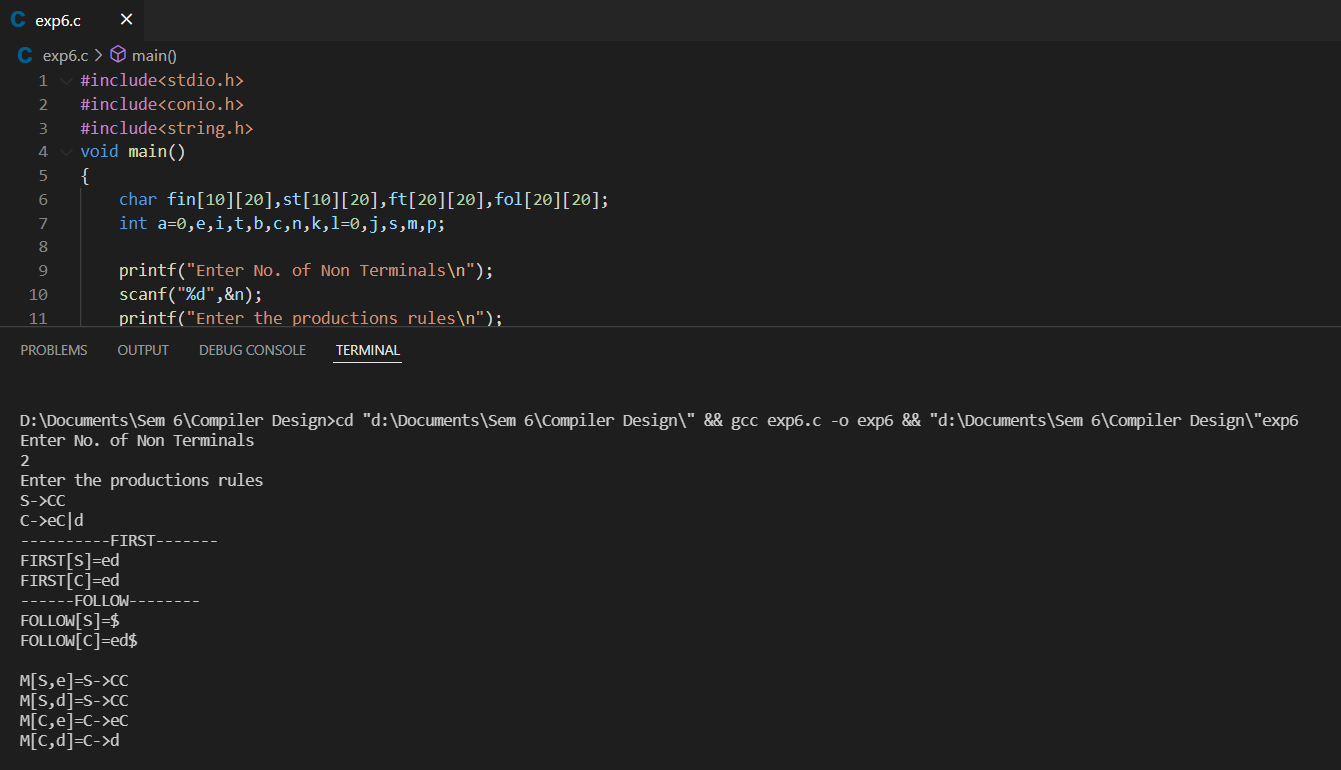 C exp6.c ×
C exp6.c > main()
1 #include<stdio.h>
2 #include<conio.h>
3 #include<string.h>
4 void main()
5 {
6 char fin[10][20],st[10][20],ft[20][20],fol[20][20];
7 int a=0,e,i,t,b,c,n,k,l=0,j,s,m,p;
8
9 printf("Enter No. of Non Terminals\n");
10 scanf("%d",&n);
11 printf("Enter the productions rules\n");
PROBLEMS OUTPUT DEBUG CONSOLE TERMINAL
D:\Documents\Sem 6\Compiler Design>cd "d:\Documents\Sem 6\Compiler Design\" && gcc exp6.c -o exp6 && "d:\Documents\Sem 6\Compiler Design\"exp6
Enter No. of Non Terminals
2
Enter the productions rules
S->CC
C->eC|d
----------FIRST-------
FIRST[S]=ed
FIRST[C]=ed
------FOLLOW--------
FOLLOW[S]=$
FOLLOW[C]=ed$
M[S,e]=S->CC
M[S,d]=S->CC
M[C,e]=C->eC
M[C,d]=C->d